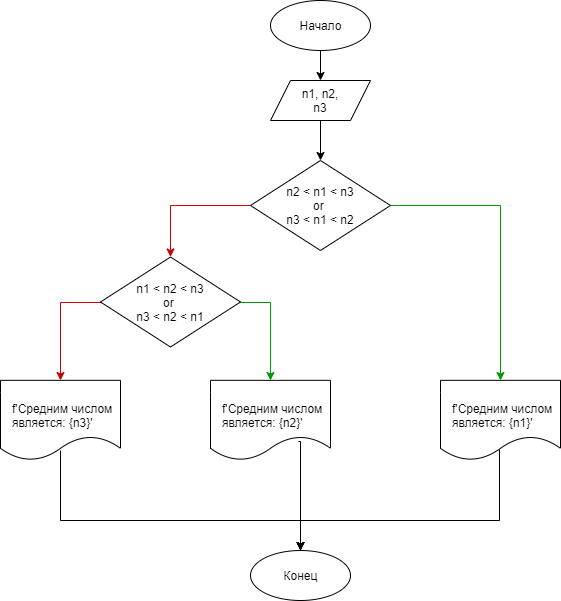 Начало
n1, n2,
n3
n2 < n1 < n3
or
n3 < n1 < n2
n1 < n2 < n3
or
n3 < n2 < n1
f'Средним числом
является: {n3}'
f'Средним числом
является: {n2}'
f'Средним числом
является: {n1}'
Конец